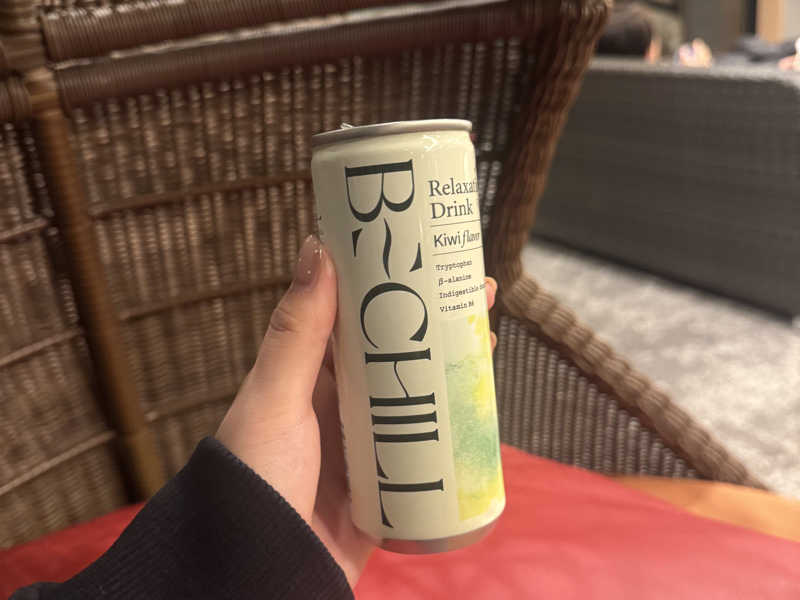 B~CHILL
Drink
Kiwi flavor
Tryptophan
β-alanine
Indigestible
Vitamin B6